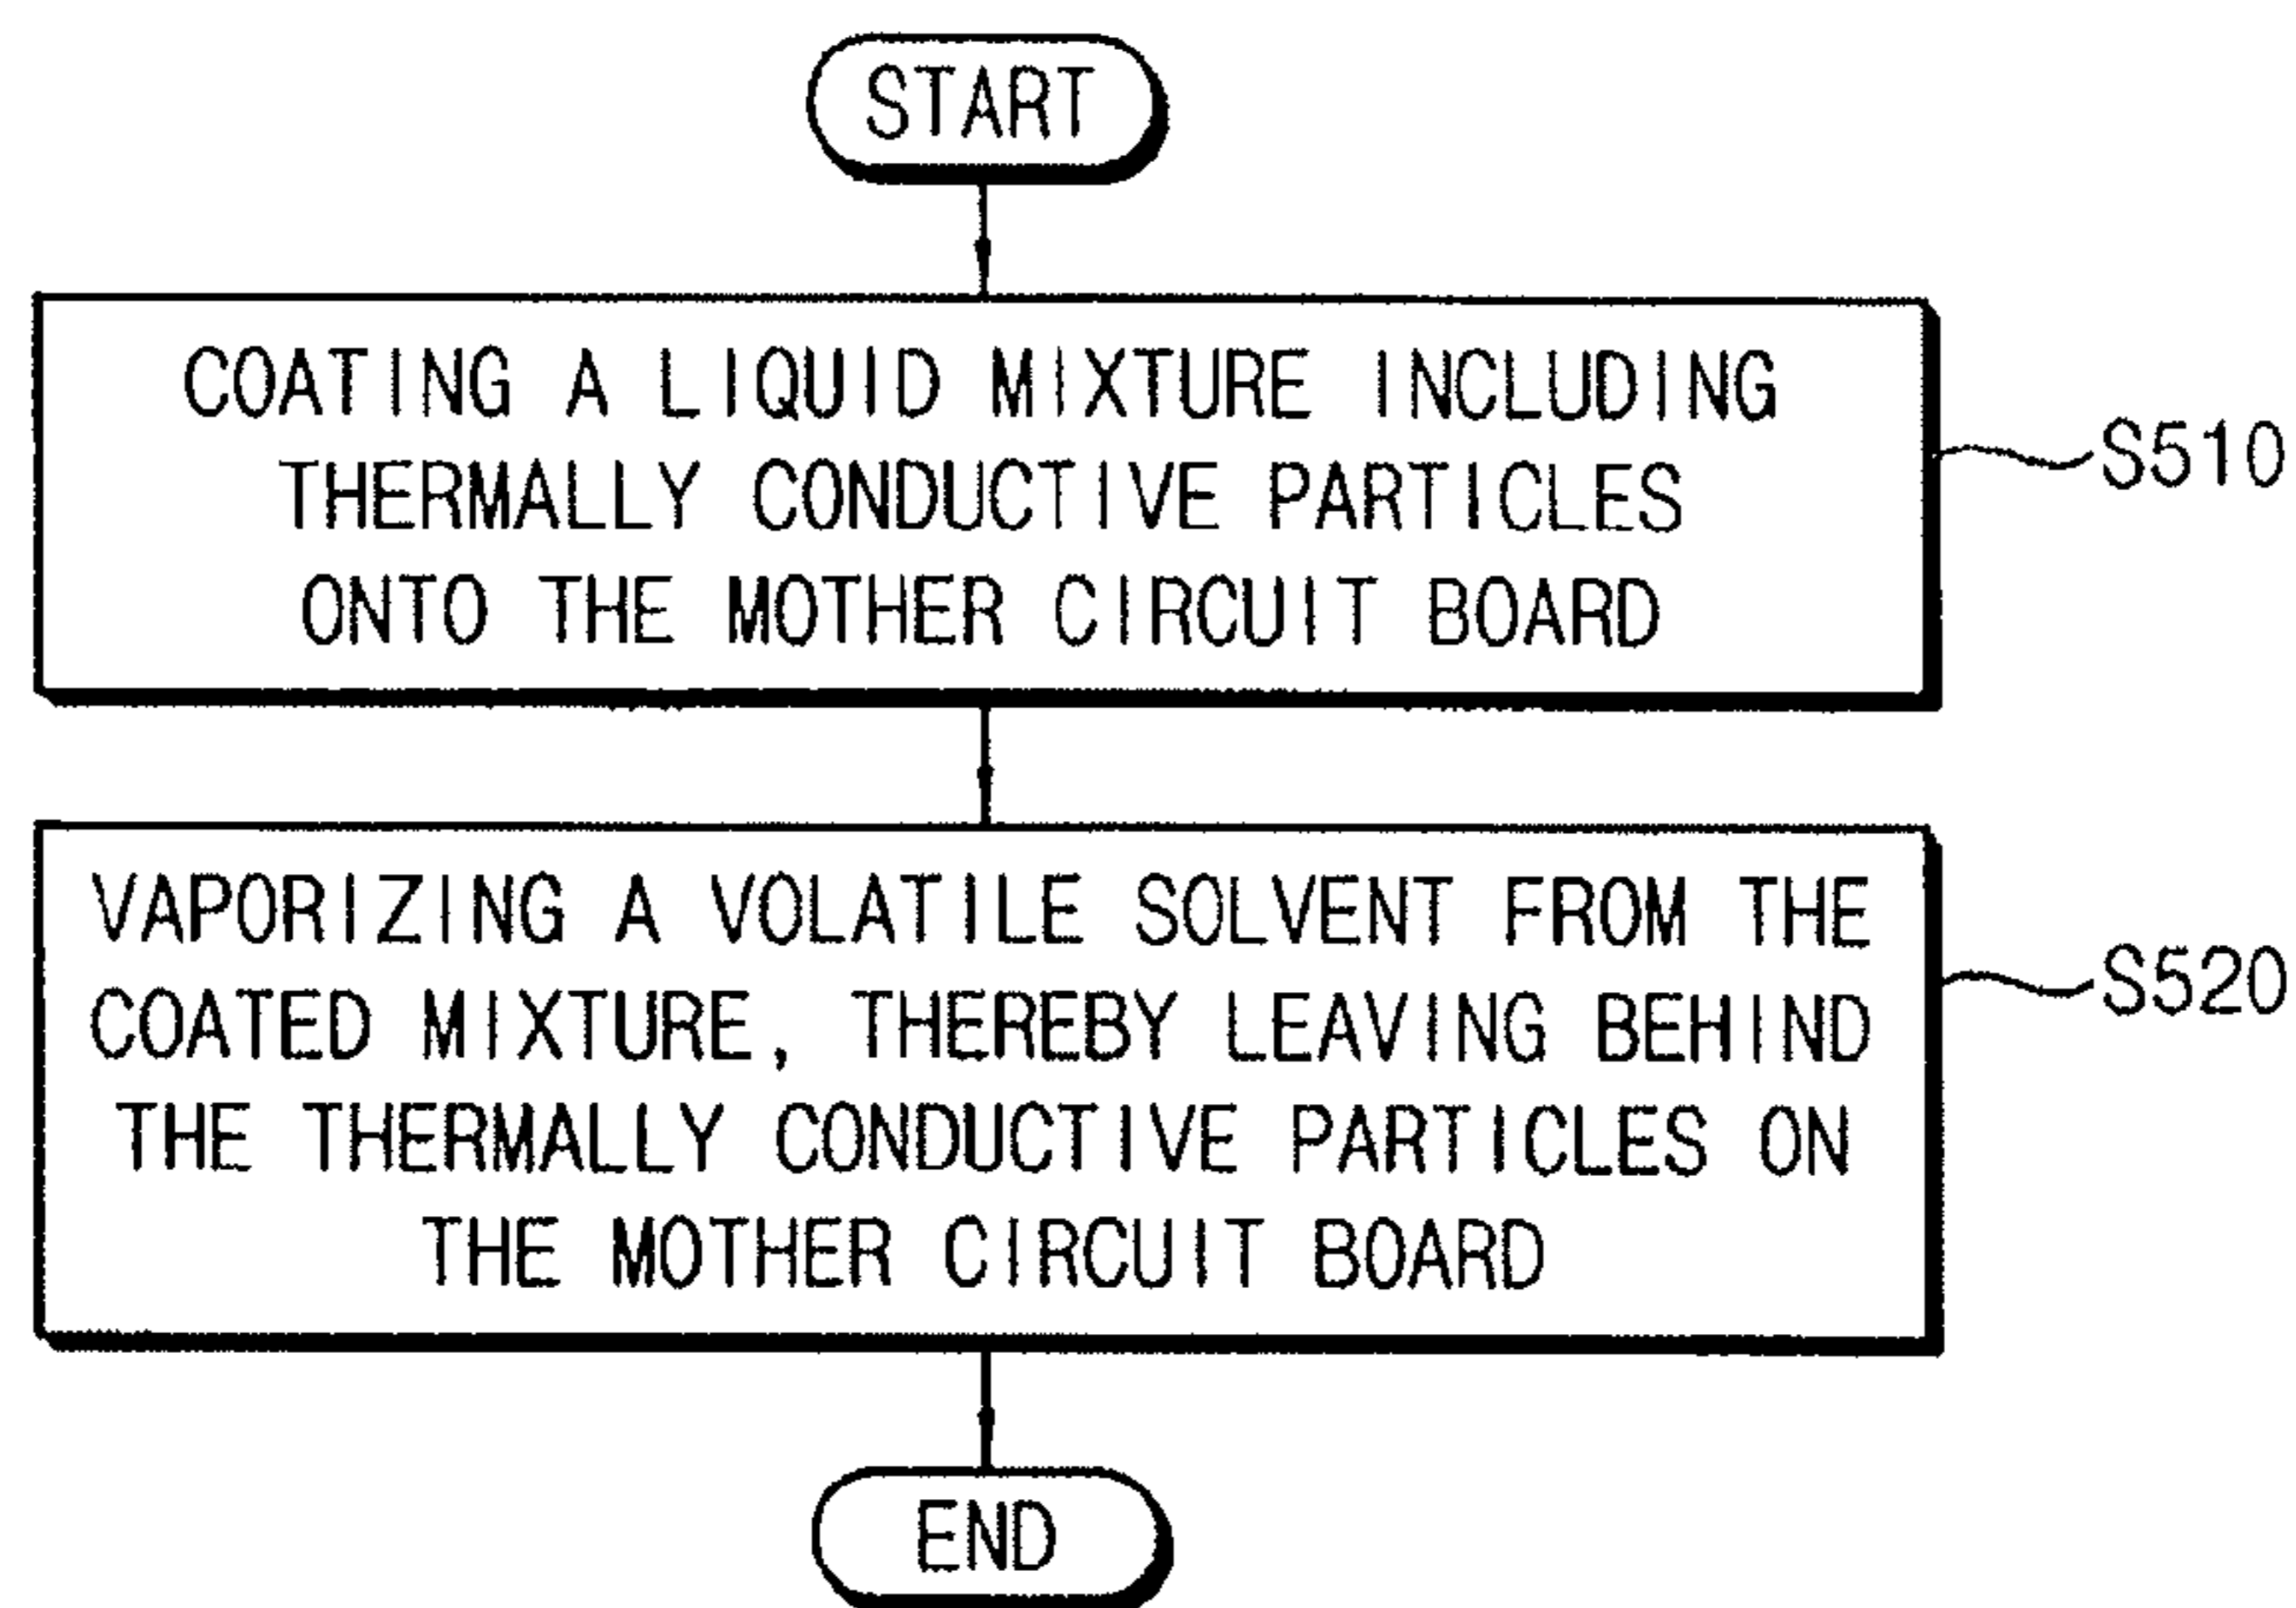 START
COATING A LIQUID MIXTURE INCLUDING
THERMALLY CONDUCTIVE PARTICLES
ONTO THE MOTHER CIRCUIT BOARD
S510
VAPORIZING A VOLATILE SOLVENT FROM THE
COATED MIXTURE, THEREBY LEAVING BEHIND
THE THERMALLY CONDUCTIVE PARTICLES ON
THE MOTHER CIRCUIT BOARD
S520
END